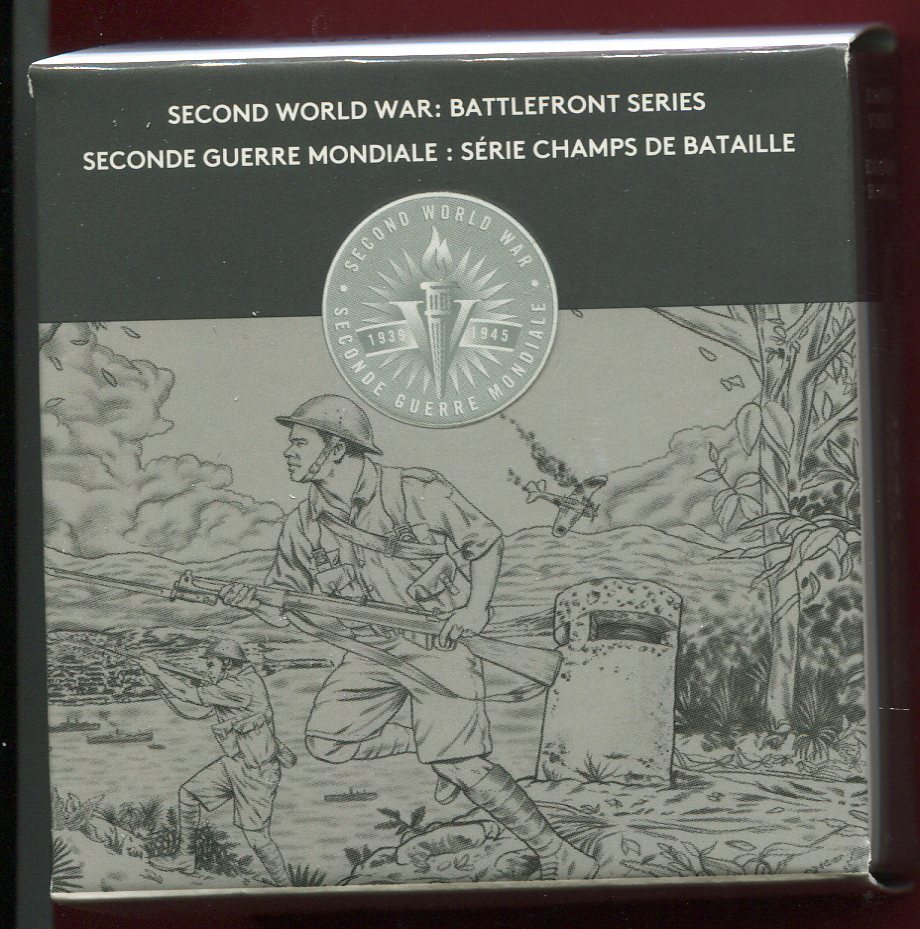 SECOND WORLD WAR: BATTLEFRONT SERIES
SECONDE GUERRE MONDIALE : SÉRIE CHAMPS DE BATAILLE
• SECOND WORLD WAR •
1939 1945
SECONDE GUERRE MONDIALE